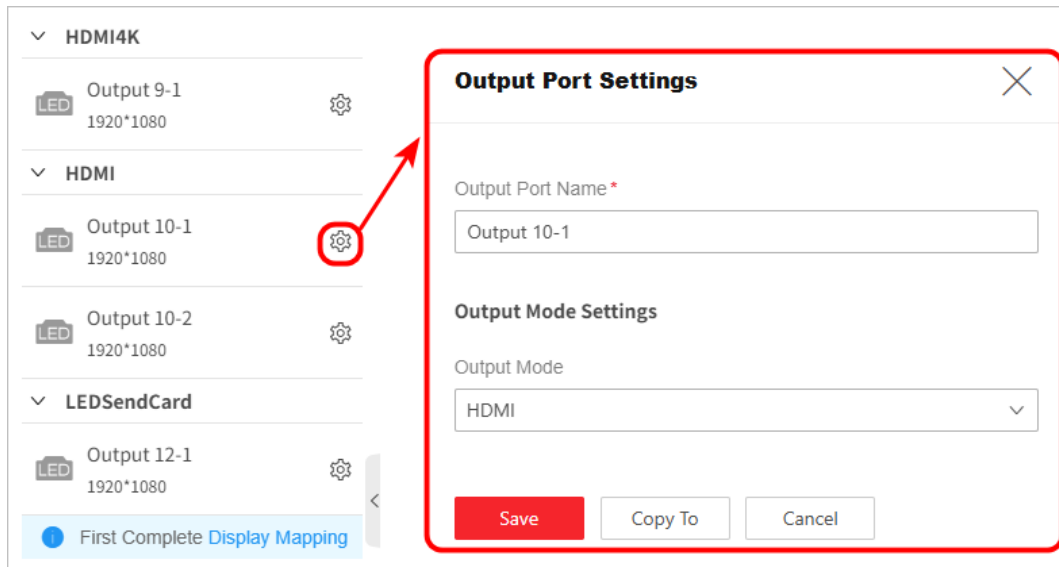 HDMI4K
LED
Output 9-1
1920*1080
HDMI
LED
Output 10-1
1920*1080
LED
Output 10-2
1920*1080
LEDSendCard
LED
Output 12-1
1920*1080
First Complete Display Mapping
Output Port Settings
Output Port Name*
Output 10-1
Output Mode Settings
Output Mode
HDMI
Save Copy To Cancel